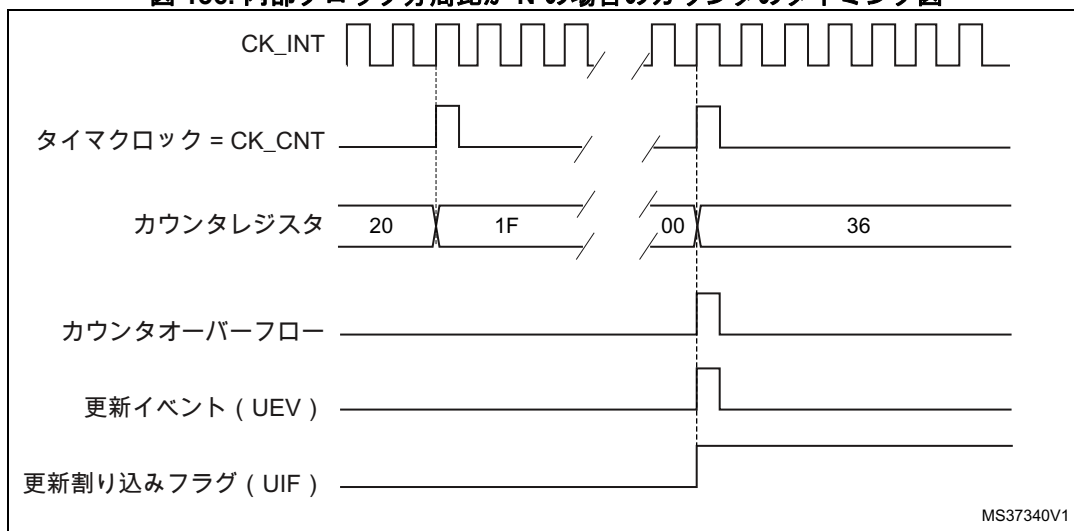 CK_INT
タイマクロック = CK_CNT
カウンタレジスタ 20 1F 00 36
カウンタオーバーフロー
更新イベント ( UEV )
更新割り込みフラグ ( UIF )
MS37340V1